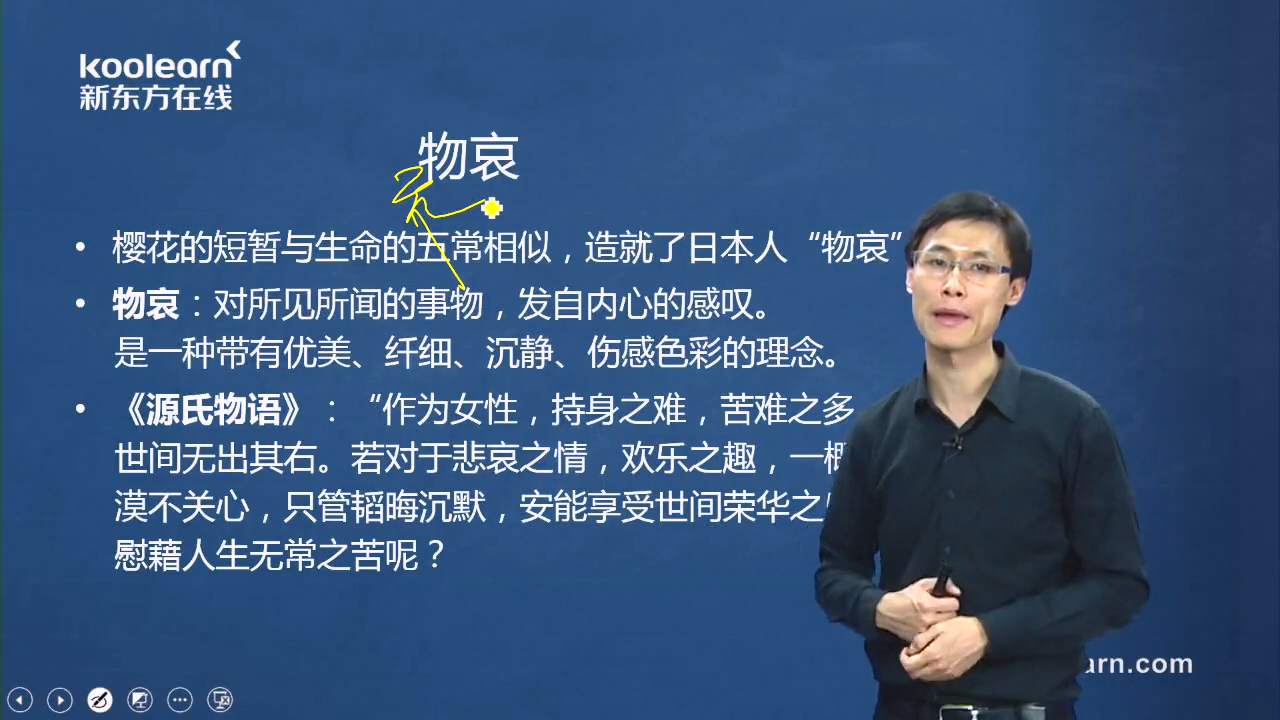 koolearn
新东方在线
物哀
无
• 樱花的短暂与生命的五常相似，造就了日本人“物哀”
• 物哀：对所见所闻的事物，发自内心的感叹。
是一种带有优美、纤细、沉静、伤感色彩的理念。
• 《源氏物语》：“作为女性，持身之难，苦难之多
世间无出其右。若对于悲哀之情，欢乐之趣，一概
漠不关心，只管韬晦沉默，安能享受世间荣华之
慰藉人生无常之苦呢？
arn.com